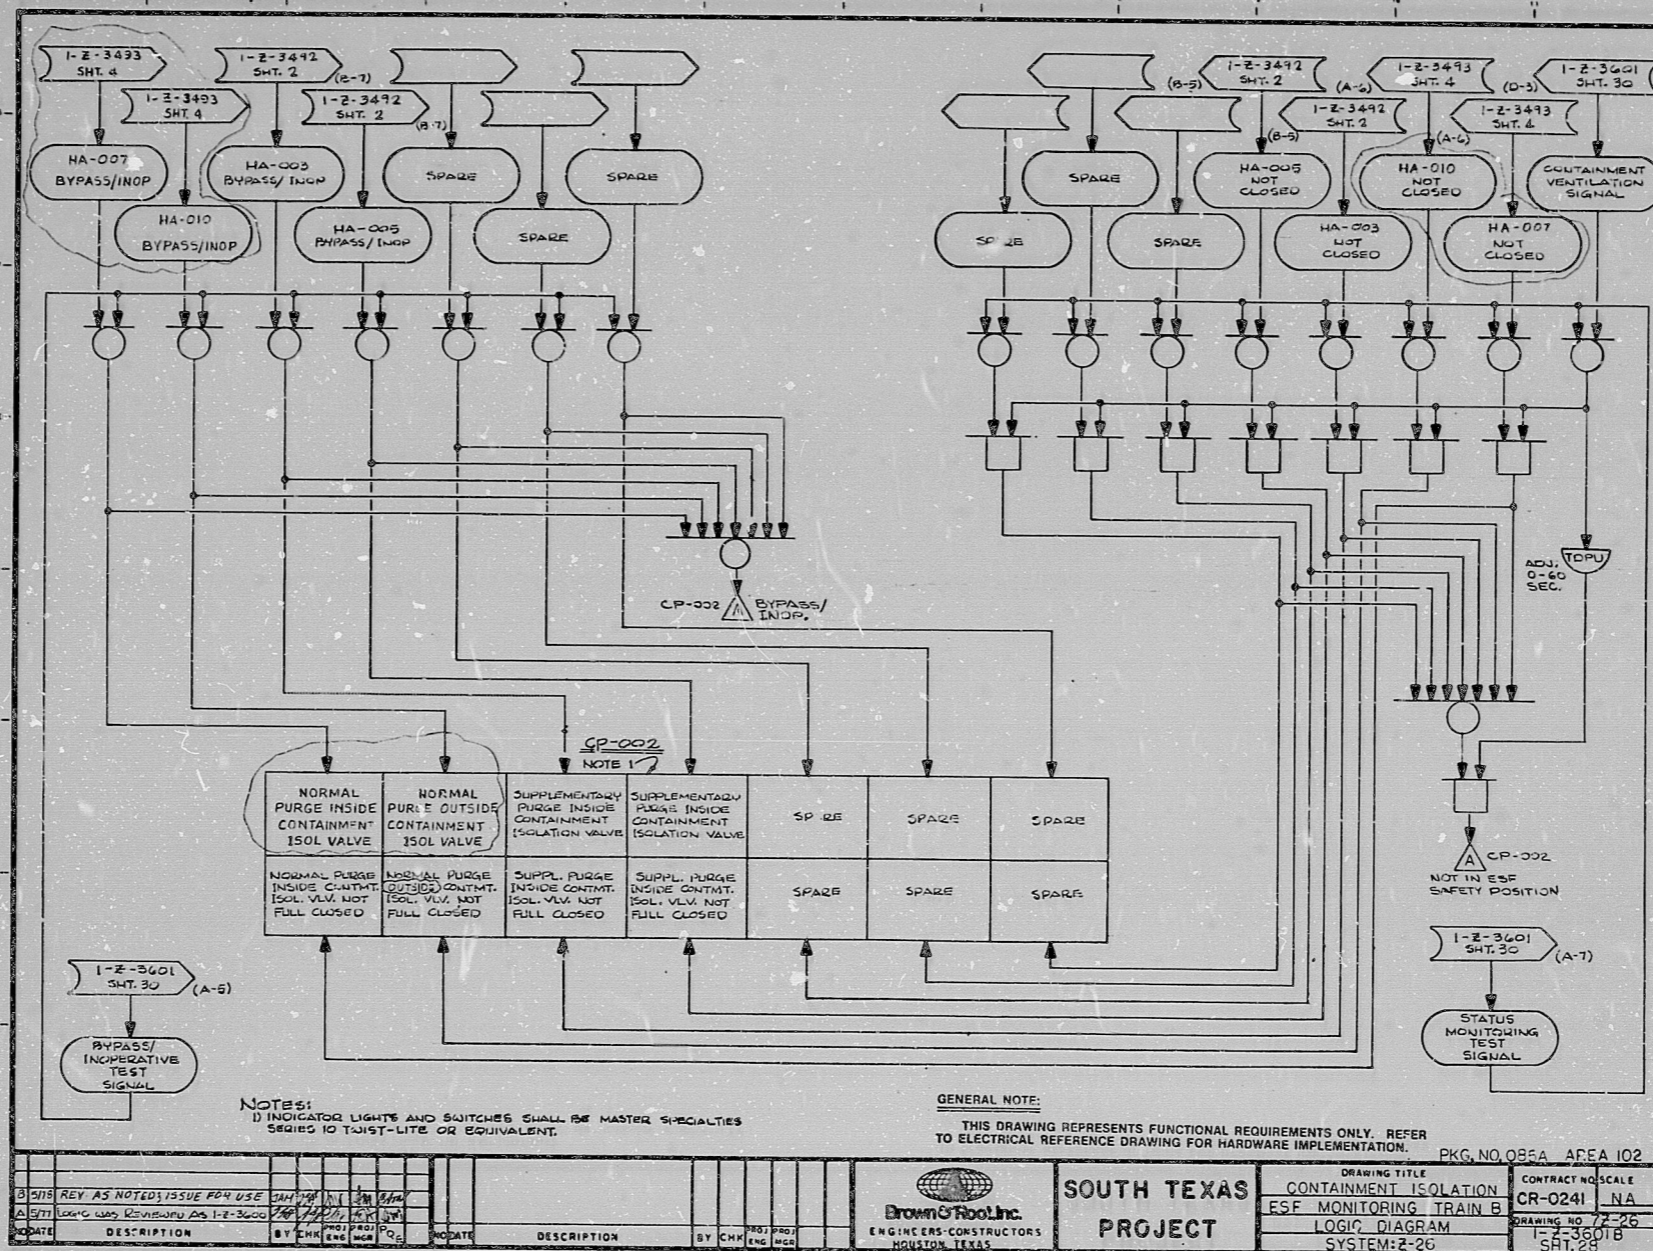 1-Z-3493
SHT. 4
1-Z-3493
SHT. 4
1-Z-3492
SHT. 2
(B-7)
1-Z-3492
SHT. 2
(B-7)
HA-007
BYPASS/INOP
HA-010
BYPASS/INOP
HA-003
BYPASS/INOP
HA-005
BYPASS/INOP
SPARE
SPARE
SPARE
(B-5)
1-Z-3492
SHT. 2
(B-5)
(A-6)
1-Z-3492
SHT. 2
1-Z-3493
SHT. 4
(A-6)
(D-3)
1-Z-3493
SHT. 4
1-Z-3601
SHT. 30
SPARE
SPARE
SPARE
HA-005
NOT
CLOSED
HA-003
NOT
CLOSED
HA-010
NOT
CLOSED
HA-007
NOT
CLOSED
CONTAINMENT
VENTILATION
SIGNAL
CP-002
A
BYPASS/
INOP.
TDPU
ADJ.
0-60
SEC.
CP-002
NOTE 1
NORMAL
PURGE INSIDE
CONTAINMENT
ISOL VALVE
NORMAL
PURGE OUTSIDE
CONTAINMENT
ISOL VALVE
SUPPLEMENTARY
PURGE INSIDE
CONTAINMENT
ISOLATION VALVE
SUPPLEMENTARY
PURGE INSIDE
CONTAINMENT
ISOLATION VALVE
SPARE
SPARE
SPARE
NORMAL PURGE
INSIDE CONTMT.
ISOL. VLV. NOT
FULL CLOSED
NORMAL PURGE
OUTSIDE CONTMT.
ISOL. VLV. NOT
FULL CLOSED
SUPPL. PURGE
INSIDE CONTMT.
ISOL. VLV. NOT
FULL CLOSED
SUPPL. PURGE
INSIDE CONTMT.
ISOL. VLV. NOT
FULL CLOSED
SPARE
SPARE
SPARE
A
CP-002
NOT IN ESF
SAFETY POSITION
1-Z-3601
SHT. 30
(A-5)
BYPASS/
INOPERATIVE
TEST
SIGNAL
1-Z-3601
SHT. 30
(A-7)
STATUS
MONITORING
TEST
SIGNAL
NOTES:
1) INDICATOR LIGHTS AND SWITCHES SHALL BE MASTER SPECIALTIES
SERIES 10 TWIST-LITE OR EQUIVALENT.
GENERAL NOTE:
THIS DRAWING REPRESENTS FUNCTIONAL REQUIREMENTS ONLY. REFER
TO ELECTRICAL REFERENCE DRAWING FOR HARDWARE IMPLEMENTATION.
PKG. NO. 085A AREA 102
B 5/18 REV AS NOTED; ISSUE FOR USE JAH
A 5/77 LOGIC WAS REVIEWED AS 1-Z-3600
NO DATE DESCRIPTION BY CHK PROJ ENG PROJ MGR
NO DATE DESCRIPTION BY CHK PROJ ENG PROJ MGR
Brown & Root, Inc.
ENGINEERS-CONSTRUCTORS
HOUSTON, TEXAS
SOUTH TEXAS
PROJECT
DRAWING TITLE
CONTAINMENT ISOLATION
ESF MONITORING TRAIN B
LOGIC DIAGRAM
SYSTEM: Z-26
CONTRACT NO
CR-0241
SCALE
NA
DRAWING NO 7Z-26
1-Z-3601B
SHT. 29